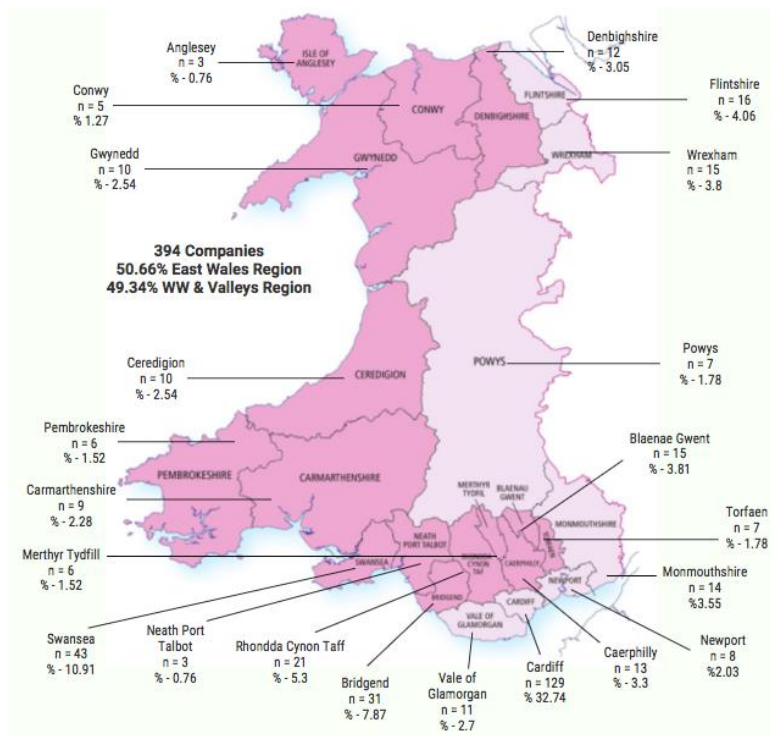 Anglesey
n = 3
% - 0.76
ISLE OF
ANGLESEY
Denbighshire
n = 12
% - 3.05
Conwy
n = 5
% 1.27
CONWY
DENBIGHSHIRE
FLINTSHIRE
Flintshire
n = 16
% - 4.06
Gwynedd
n = 10
% - 2.54
GWYNEDD
WREXHAM
Wrexham
n = 15
% - 3.8
394 Companies
50.66% East Wales Region
49.34% WW & Valleys Region
Ceredigion
n = 10
% - 2.54
CEREDIGION
POWYS
Powys
n = 7
% - 1.78
Pembrokeshire
n = 6
% - 1.52
PEMBROKESHIRE
CARMARTHENSHIRE
Blaenae Gwent
n = 15
% - 3.81
Carmarthenshire
n = 9
% - 2.28
MERTHYR
TYDFIL
BLAENAU
GWENT
MONMOUTHSHIRE
Torfaen
n = 7
% - 1.78
Merthyr Tydfill
n = 6
% - 1.52
SWANSEA
NEATH
PORT TALBOT
RHONDDA
CYNON
TAF
CAERPHILLY
TORFAEN
NEWPORT
Monmouthshire
n = 14
%3.55
BRIDGEND
CARDIFF
VALE OF
GLAMORGAN
Swansea
n = 43
% - 10.91
Neath Port
Talbot
n = 3
% - 0.76
Rhondda Cynon Taff
n = 21
% - 5.3
Bridgend
n = 31
% - 7.87
Vale of
Glamorgan
n = 11
% - 2.7
Cardiff
n = 129
% 32.74
Caerphilly
n = 13
% - 3.3
Newport
n = 8
%2.03